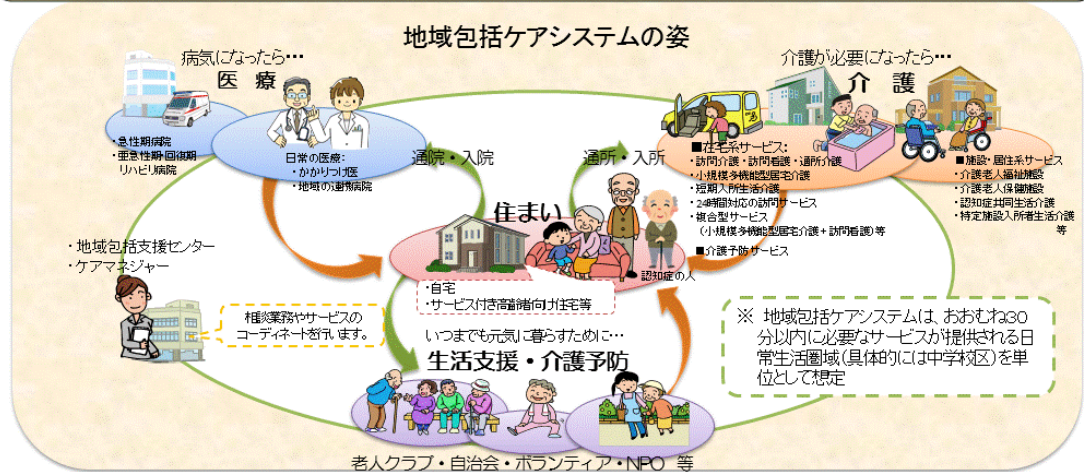 地域包括ケアシステムの姿
病気になったら･･･
医 療
・急性期病院
・亜急性期・回復期
リハビリ病院
日常の医療：
・かかりつけ医
・地域の連携病院
通院・入院
通所・入所
介護が必要になったら･･･
介 護
■在宅系サービス：
・訪問介護・訪問看護・通所介護
・小規模多機能型居宅介護
・短期入所生活介護
・24時間対応の訪問サービス
・複合型サービス
（小規模多機能型居宅介護＋訪問看護）等
■介護予防サービス
■施設・居住系サービス
・介護老人福祉施設
・介護老人保健施設
・認知症共同生活介護
・特定施設入所者生活介護
等
住まい
認知症の人
・自宅
・サービス付き高齢者向け住宅等
・地域包括支援センター
・ケアマネジャー
相談業務やサービスの
コーディネートを行います。
いつまでも元気に暮らすために･･･
生活支援・介護予防
老人クラブ・自治会・ボランティア・NPO 等
※ 地域包括ケアシステムは、おおむね30
分以内に必要なサービスが提供される日
常生活圏域（具体的には中学校区）を単
位として想定